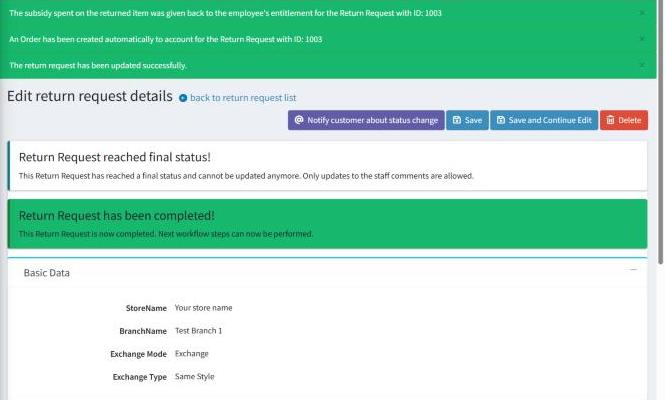 The subsidy spent on the returned item was given back to the employee's entitlement for the Return Request with ID: 1003 ×
An Order has been created automatically to account for the Return Request with ID: 1003 ×
The return request has been updated successfully. ×
Edit return request details back to return request list
Notify customer about status change Save Save and Continue Edit Delete
Return Request reached final status!
This Return Request has reached a final status and cannot be updated anymore. Only updates to the staff comments are allowed.
Return Request has been completed!
This Return Request is now completed. Next workflow steps can now be performed.
Basic Data
StoreName Your store name
BranchName Test Branch 1
Exchange Mode Exchange
Exchange Type Same Style